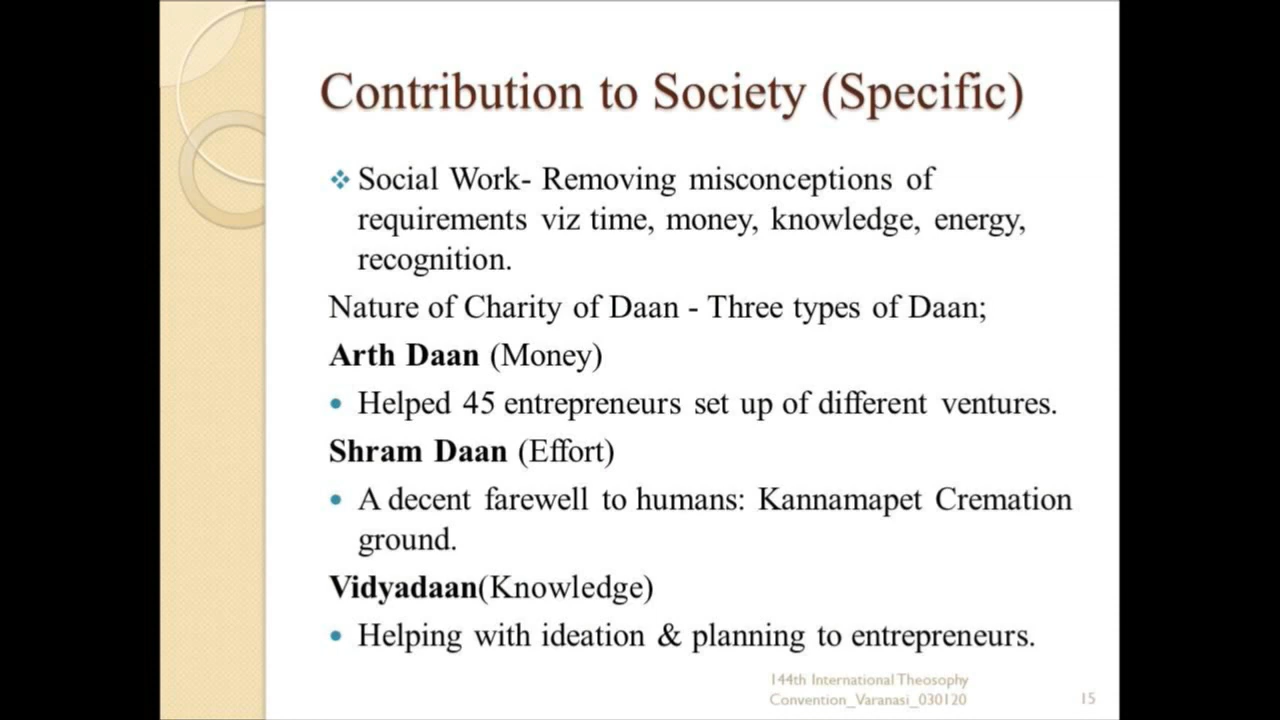 Contribution to Society (Specific)
Social Work- Removing misconceptions of
requirements viz time, money, knowledge, energy,
recognition.
Nature of Charity of Daan - Three types of Daan;
Arth Daan (Money)
• Helped 45 entrepreneurs set up of different ventures.
Shram Daan (Effort)
• A decent farewell to humans: Kannamapet Cremation
ground.
Vidyadaan(Knowledge)
• Helping with ideation & planning to entrepreneurs.
144th International Theosophy
Convention_Varanasi_030120
15